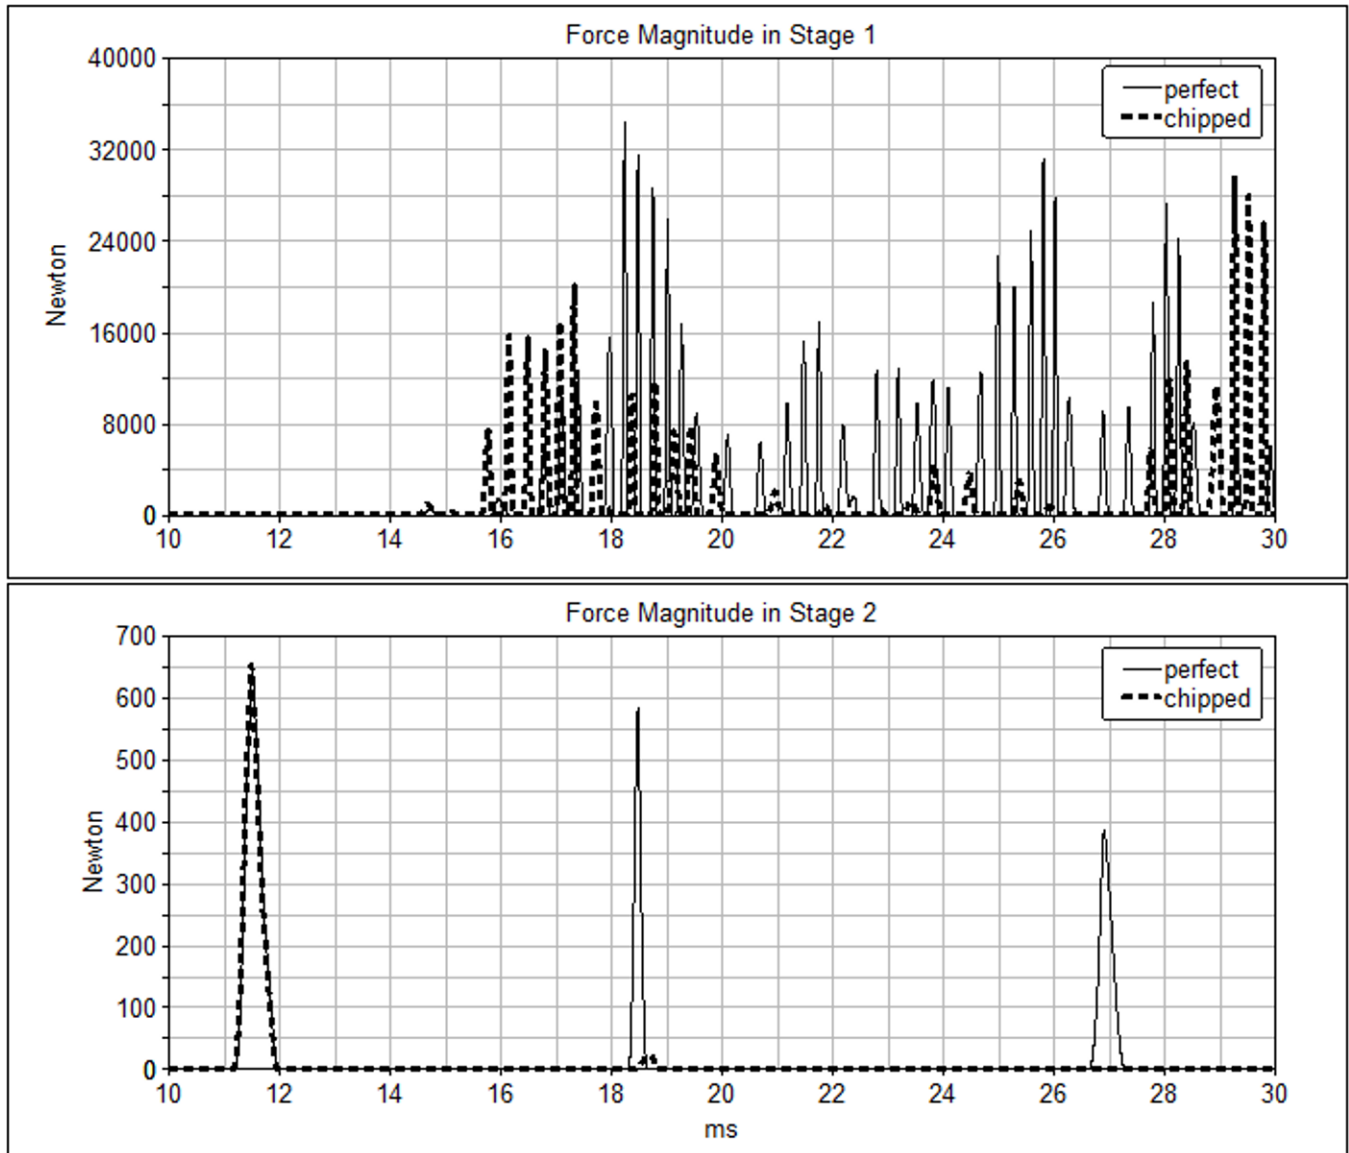 Force Magnitude in Stage 1
Newton
40000
32000
24000
16000
8000
0
perfect
chipped
10 12 14 16 18 20 22 24 26 28 30
Force Magnitude in Stage 2
Newton
700
600
500
400
300
200
100
0
perfect
chipped
10 12 14 16 18 20 22 24 26 28 30
ms